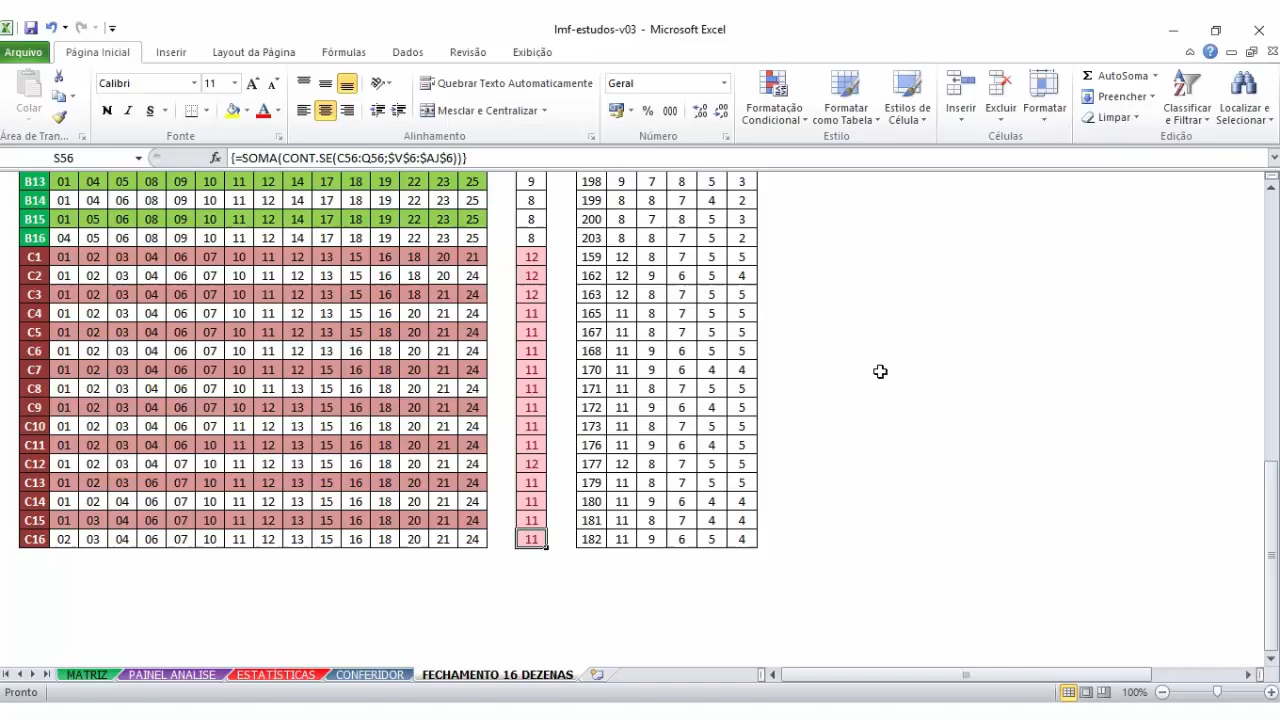 lmf-estudos-v03 - Microsoft Excel
Arquivo Página Inicial Inserir Layout da Página Fórmulas Dados Revisão Exibição
Colar
Calibri 11
Quebrar Texto Automaticamente
Geral
Formatação Condicional
Formatar como Tabela
Estilos de Célula
Inserir Excluir Formatar
Σ AutoSoma
Preencher
Limpar
Classificar e Filtrar
Localizar e Selecionar
N I S
Mesclar e Centralizar
% 000
Área de Tran... Fonte Alinhamento Número Estilo Células Edição
S56 fx {=SOMA(CONT.SE(C56:Q56;$V$6:$AJ$6))}
B13 01 04 05 08 09 10 11 12 14 17 18 19 22 23 25 9 198 9 7 8 5 3
B14 01 04 06 08 09 10 11 12 14 17 18 19 22 23 25 8 199 8 8 7 4 2
B15 01 05 06 08 09 10 11 12 14 17 18 19 22 23 25 8 200 8 7 8 5 3
B16 04 05 06 08 09 10 11 12 14 17 18 19 22 23 25 8 203 8 8 7 5 2
C1 01 02 03 04 06 07 10 11 12 13 15 16 18 20 21 12 159 12 8 7 5 5
C2 01 02 03 04 06 07 10 11 12 13 15 16 18 20 24 12 162 12 9 6 5 4
C3 01 02 03 04 06 07 10 11 12 13 15 16 18 21 24 12 163 12 8 7 5 5
C4 01 02 03 04 06 07 10 11 12 13 15 16 20 21 24 11 165 11 8 7 5 5
C5 01 02 03 04 06 07 10 11 12 13 15 18 20 21 24 11 167 11 8 7 5 5
C6 01 02 03 04 06 07 10 11 12 13 16 18 20 21 24 11 168 11 9 6 5 5
C7 01 02 03 04 06 07 10 11 12 15 16 18 20 21 24 11 170 11 9 6 4 4
C8 01 02 03 04 06 07 10 11 13 15 16 18 20 21 24 11 171 11 8 7 5 5
C9 01 02 03 04 06 07 10 12 13 15 16 18 20 21 24 11 172 11 9 6 4 5
C10 01 02 03 04 06 07 11 12 13 15 16 18 20 21 24 11 173 11 8 7 5 5
C11 01 02 03 04 06 10 11 12 13 15 16 18 20 21 24 11 176 11 9 6 4 5
C12 01 02 03 04 07 10 11 12 13 15 16 18 20 21 24 12 177 12 8 7 5 5
C13 01 02 03 06 07 10 11 12 13 15 16 18 20 21 24 11 179 11 8 7 5 5
C14 01 02 04 06 07 10 11 12 13 15 16 18 20 21 24 11 180 11 9 6 4 4
C15 01 03 04 06 07 10 11 12 13 15 16 18 20 21 24 11 181 11 8 7 4 4
C16 02 03 04 06 07 10 11 12 13 15 16 18 20 21 24 11 182 11 9 6 5 4
MATRIZ PAINEL ANALISE ESTATÍSTICAS CONFERIDOR FECHAMENTO 16 DEZENAS
Pronto 100%